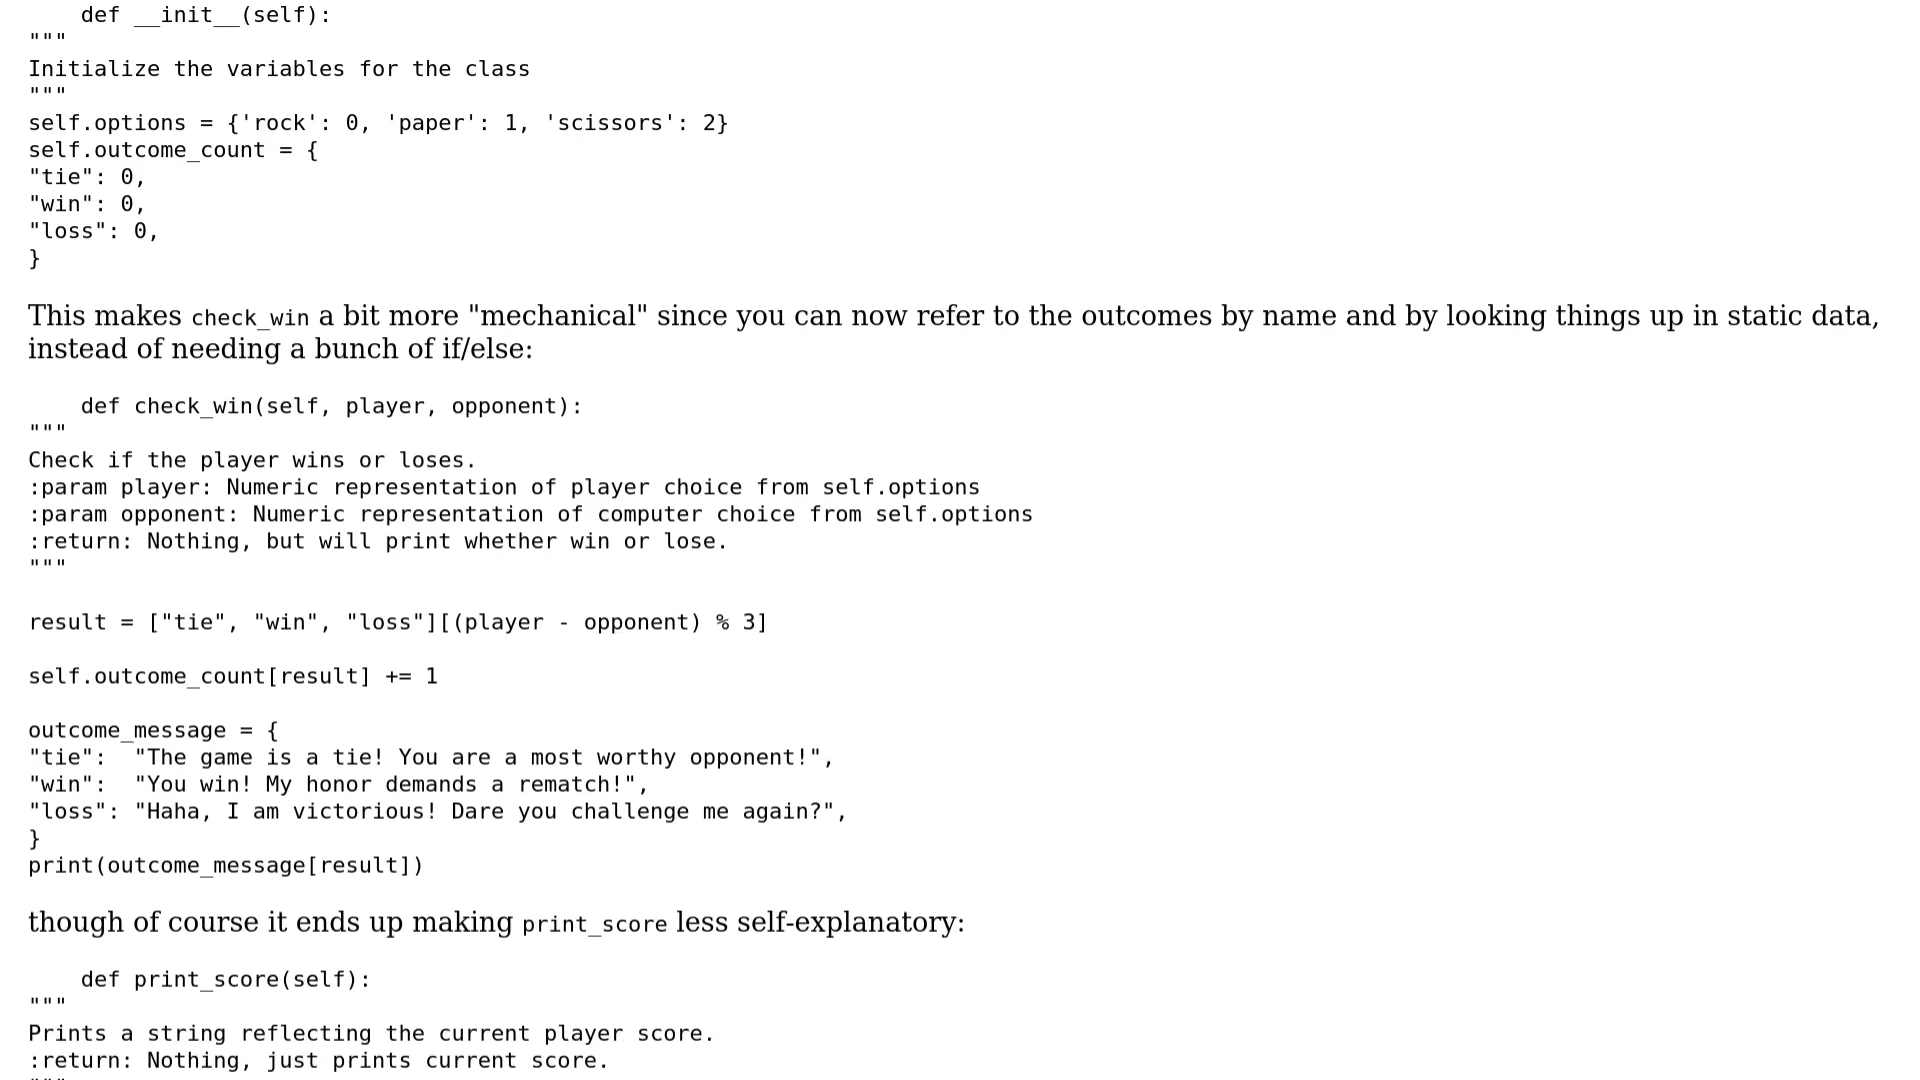 def __init__(self):
"""
Initialize the variables for the class
"""
self.options = {'rock': 0, 'paper': 1, 'scissors': 2}
self.outcome_count = {
"tie": 0,
"win": 0,
"loss": 0,
}
This makes check_win a bit more "mechanical" since you can now refer to the outcomes by name and by looking things up in static data,
instead of needing a bunch of if/else:
    def check_win(self, player, opponent):
"""
Check if the player wins or loses.
:param player: Numeric representation of player choice from self.options
:param opponent: Numeric representation of computer choice from self.options
:return: Nothing, but will print whether win or lose.
"""
result = ["tie", "win", "loss"][(player - opponent) % 3]
self.outcome_count[result] += 1
outcome_message = {
"tie":  "The game is a tie! You are a most worthy opponent!",
"win":  "You win! My honor demands a rematch!",
"loss": "Haha, I am victorious! Dare you challenge me again?",
}
print(outcome_message[result])
though of course it ends up making print_score less self-explanatory:
    def print_score(self):
"""
Prints a string reflecting the current player score.
:return: Nothing, just prints current score.
"""